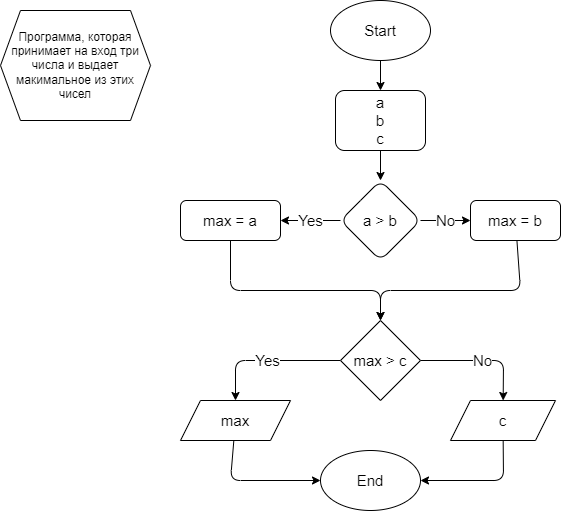 Программа, которая
принимает на вход три
числа и выдает
макимальное из этих
чисел
Start
a
b
c
a > b
Yes
No
max = a
max = b
max > c
Yes
No
max
c
End